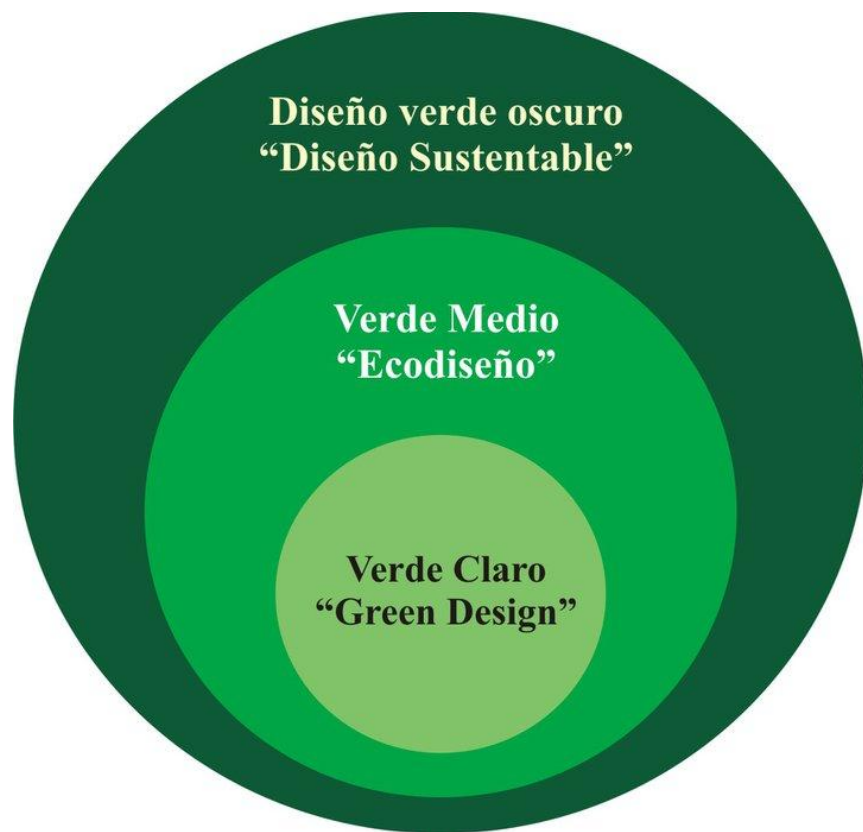 Diseño verde oscuro
“Diseño Sustentable”
Verde Medio
“Ecodiseño”
Verde Claro
“Green Design”